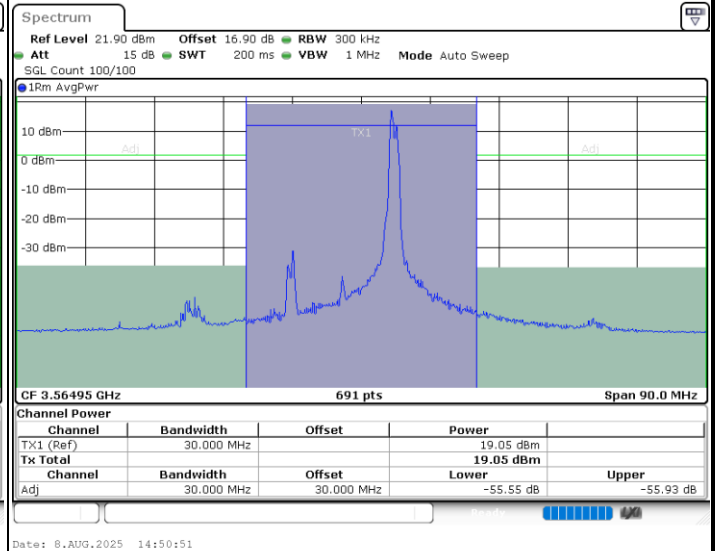 Spectrum
Ref Level 21.90 dBm Offset 16.90 dB RBW 300 kHz
Att 15 dB SWT 200 ms VBW 1 MHz Mode Auto Sweep
SGL Count 100/100
1Rm AvgPwr
10 dBm
TX1
Adj Adj
0 dBm
-10 dBm
-20 dBm
-30 dBm
CF 3.56495 GHz 691 pts Span 90.0 MHz
Channel Power
Channel Bandwidth Offset Power
TX1 (Ref) 30.000 MHz 19.05 dBm
Tx Total 19.05 dBm
Channel Bandwidth Offset Lower Upper
Adj 30.000 MHz 30.000 MHz -55.55 dB -55.93 dB
Ready
Date: 8.AUG.2025 14:50:51